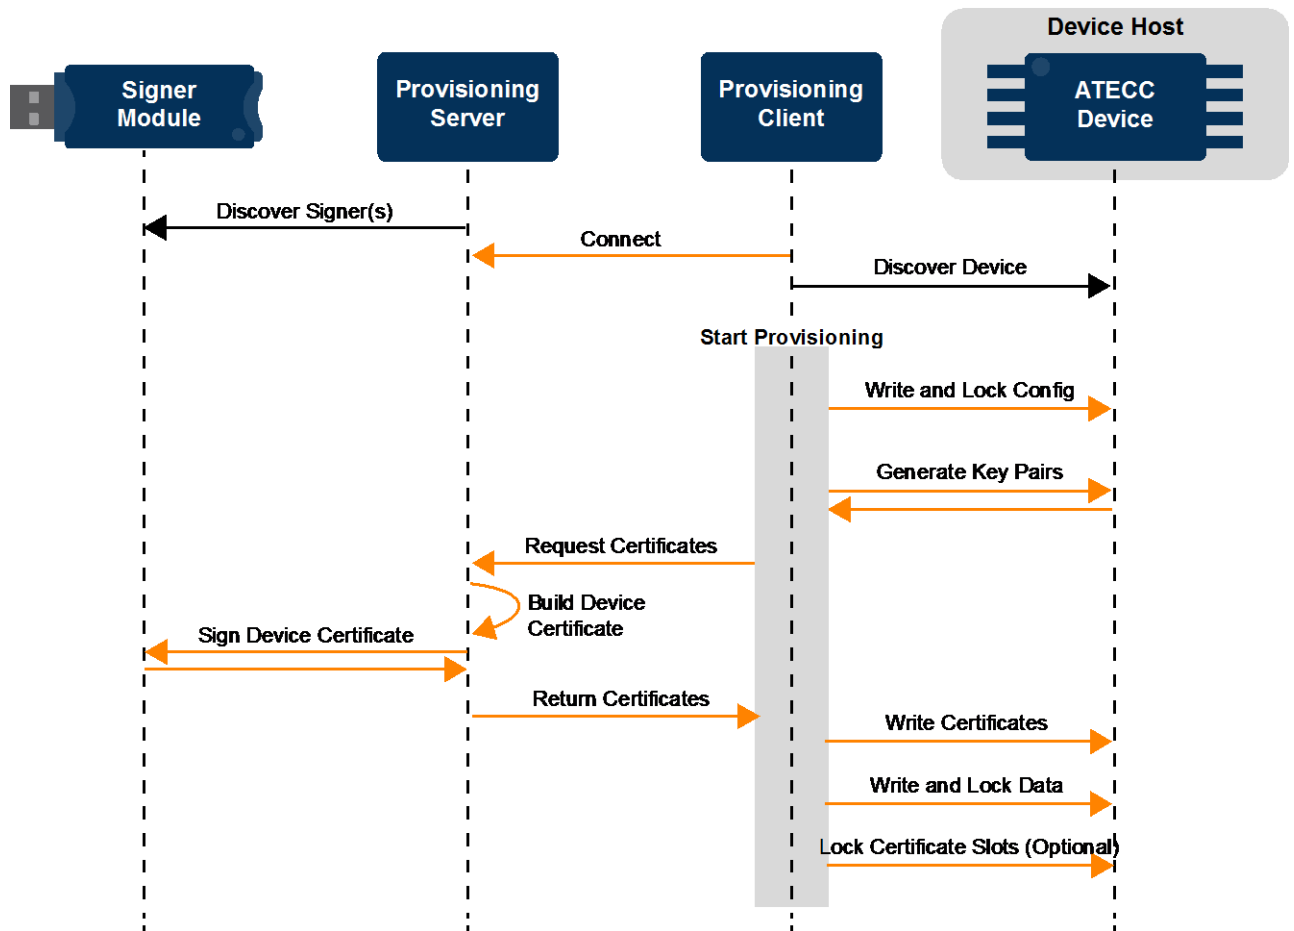 Device Host
Signer
Module
Provisioning
Server
Provisioning
Client
ATECC
Device
Discover Signer(s)
Connect
Discover Device
Start Provisioning
Write and Lock Config
Generate Key Pairs
Request Certificates
Build Device
Certificate
Sign Device Certificate
Return Certificates
Write Certificates
Write and Lock Data
Lock Certificate Slots (Optional)